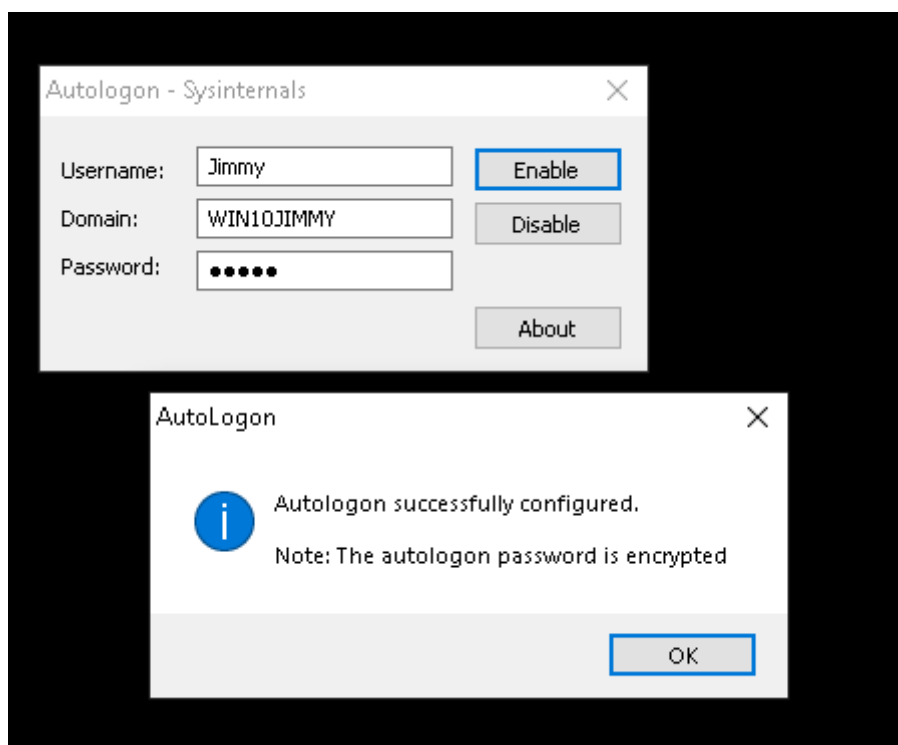 Autologon - Sysinternals
Username: Jimmy Enable
Domain: WIN10JIMMY Disable
Password: ●●●●●
About
AutoLogon
Autologon successfully configured.
Note: The autologon password is encrypted
OK